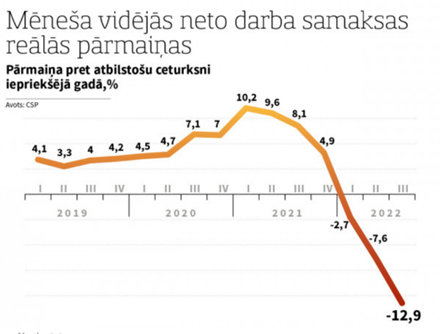 Mēneša vidējās neto darba samaksas
reālās pārmaiņas
Pārmaiņa pret atbilstošu ceturksni
iepriekšējā gadā,%
Avots: CSP
10,2
9,6
8,1
7,1
7
4,9
4,7
4,5
4,2
4
4,1
3,3
I II III IV I II III IV I II III IV I II III
2019 2020 2021 2022
-2,7
-7,6
-12,9